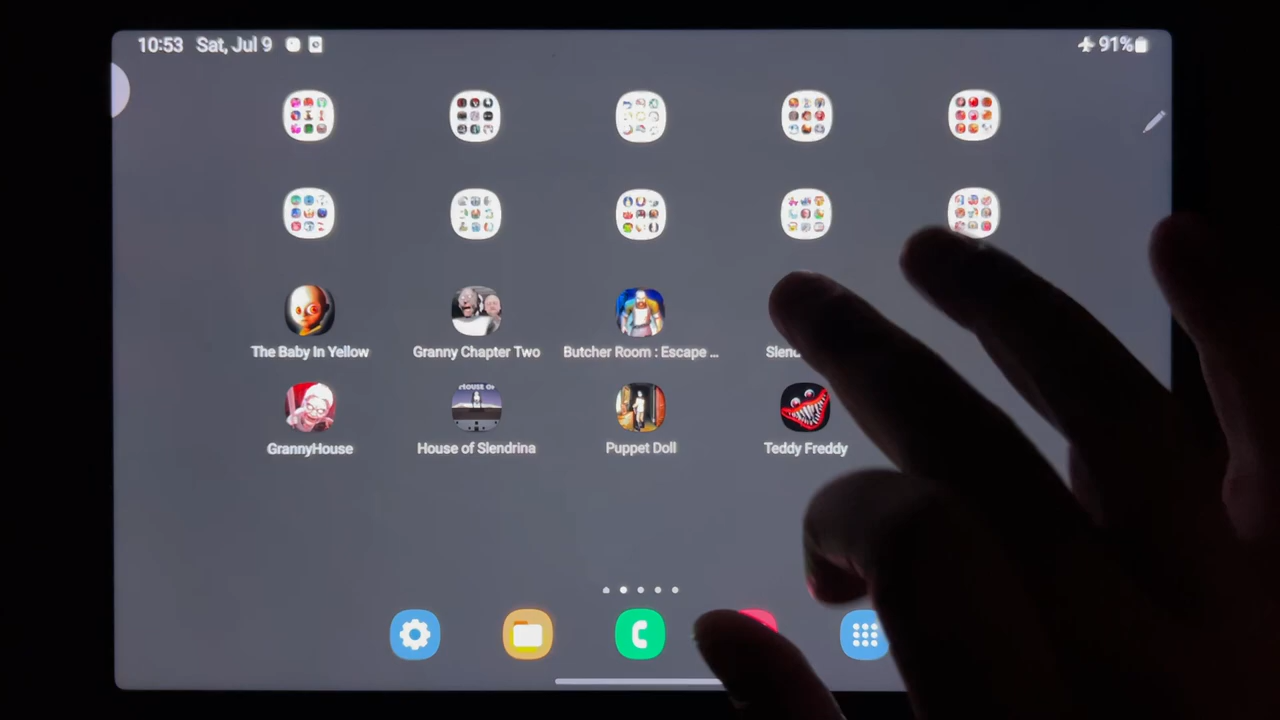 10:53 Sat, Jul 9 91%
The Baby In Yellow Granny Chapter Two Butcher Room : Escape ...
GrannyHouse House of Slendrina Puppet Doll Teddy Freddy